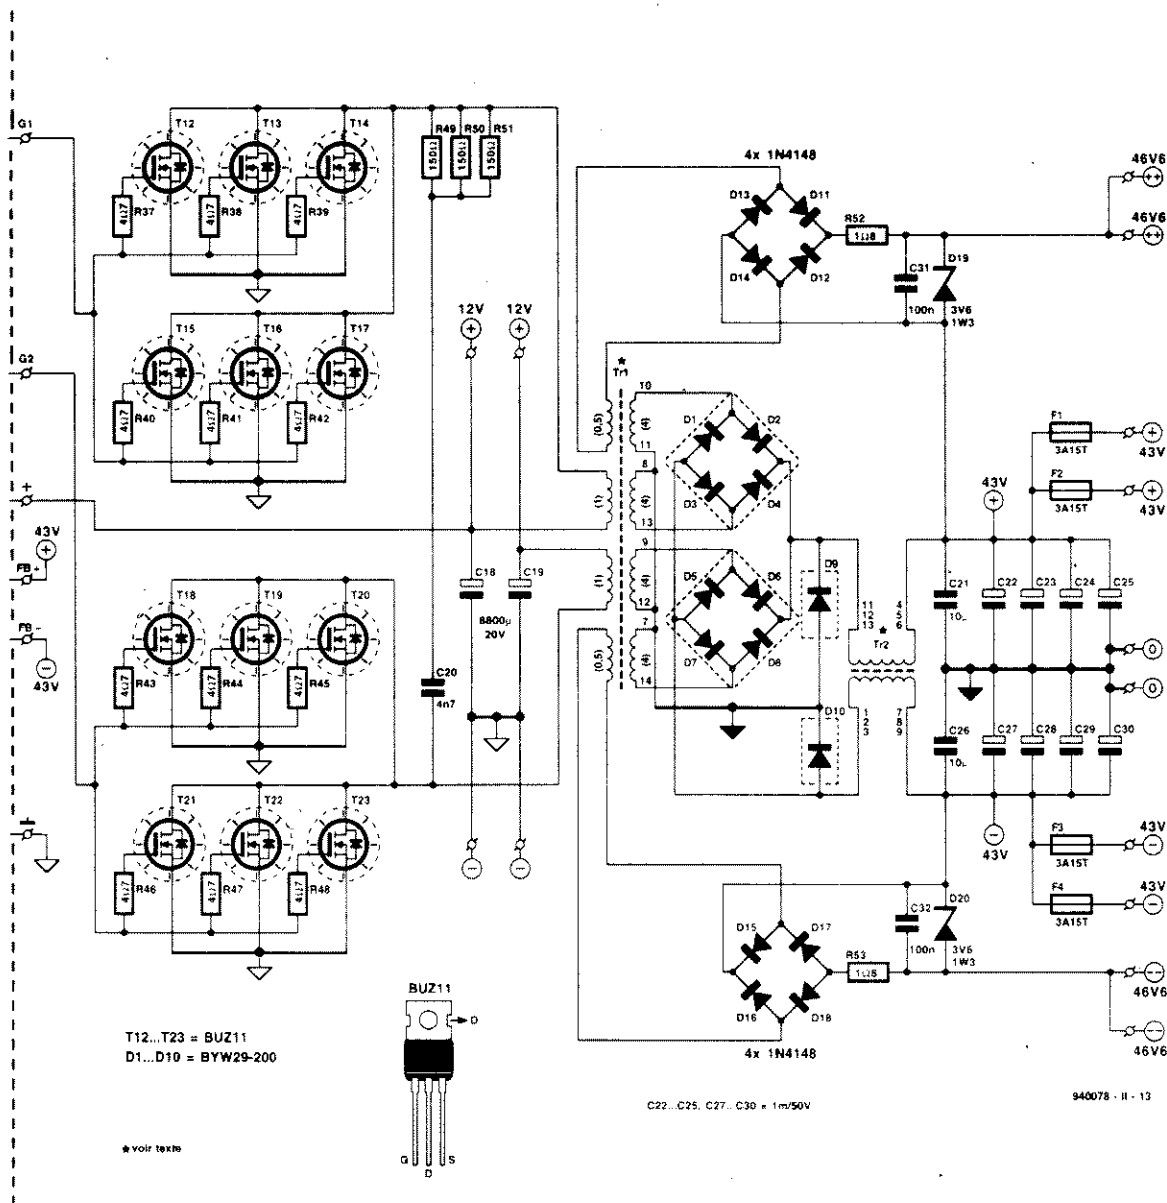 G1
T12
T13
T14
R49
R50
R51
150Ω
150Ω
150Ω
R37
R38
R39
4Ω7
4Ω7
4Ω7
T15
T16
T17
G2
R40
R41
R42
4Ω7
4Ω7
4Ω7
+
43V
+
FB+
FB-
−
43V
T18
T19
T20
R43
R44
R45
4Ω7
4Ω7
4Ω7
T21
T22
T23
R46
R47
R48
4Ω7
4Ω7
4Ω7
12V
12V
+
+
C18
C19
8800µ
20V
C20
4n7
−
−
★
Tr1
(0,5)
(1)
(1)
(0,5)
(4)
(4)
(4)
(4)
10
11
8
13
9
12
7
14
4x 1N4148
D13
D11
D14
D12
R52
1Ω8
C31
100n
D19
3V6
1W3
46V6
++
46V6
++
D1
D2
D3
D4
D5
D6
D7
D8
D9
D10
11
12
13
4
5
6
★
Tr2
1
2
3
7
8
9
F1
3A15T
+
43V
F2
3A15T
+
43V
43V
+
C21
10µ
C22
C23
C24
C25
0
0
C26
10µ
C27
C28
C29
C30
−
43V
F3
3A15T
43V
−
F4
3A15T
43V
−
D15
D17
D16
D18
4x 1N4148
R53
1Ω8
C32
100n
D20
3V6
1W3
−−
46V6
−−
46V6
BUZ11
D
G
D
S
T12...T23 = BUZ11
D1...D10 = BYW29-200
★ voir texte
C22...C25, C27...C30 = 1m/50V
940078 - II - 13